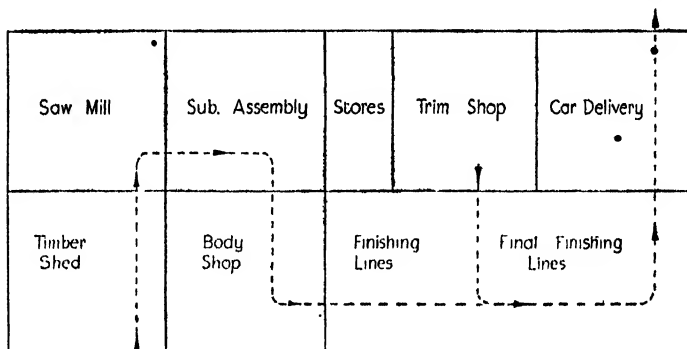 Saw Mill
Sub. Assembly
Stores
Trim Shop
Car Delivery
Timber
Shed
Body
Shop
Finishing
Lines
Final Finishing
Lines